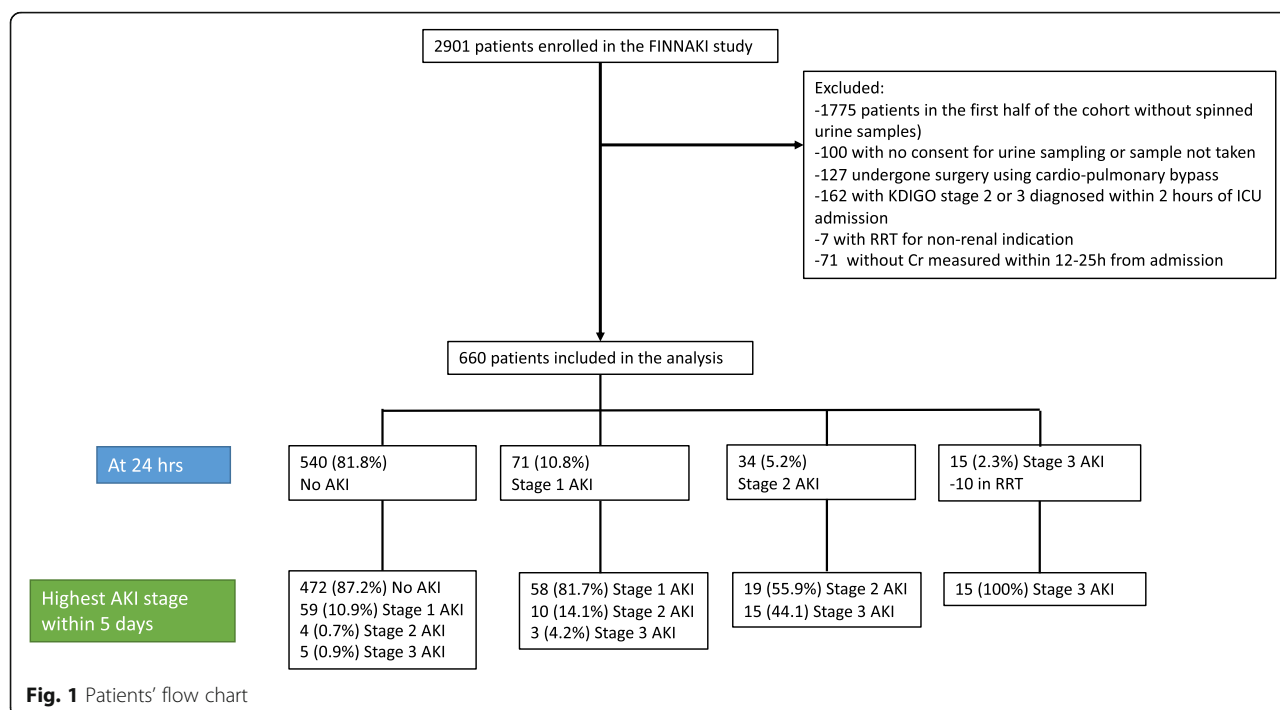 2901 patients enrolled in the FINNAKI study
Excluded:
-1775 patients in the first half of the cohort without spinned
urine samples)
-100 with no consent for urine sampling or sample not taken
-127 undergone surgery using cardio-pulmonary bypass
-162 with KDIGO stage 2 or 3 diagnosed within 2 hours of ICU
admission
-7 with RRT for non-renal indication
-71 without Cr measured within 12-25h from admission
660 patients included in the analysis
At 24 hrs
540 (81.8%)
No AKI
71 (10.8%)
Stage 1 AKI
34 (5.2%)
Stage 2 AKI
15 (2.3%) Stage 3 AKI
-10 in RRT
Highest AKI stage
within 5 days
472 (87.2%) No AKI
59 (10.9%) Stage 1 AKI
4 (0.7%) Stage 2 AKI
5 (0.9%) Stage 3 AKI
58 (81.7%) Stage 1 AKI
10 (14.1%) Stage 2 AKI
3 (4.2%) Stage 3 AKI
19 (55.9%) Stage 2 AKI
15 (44.1) Stage 3 AKI
15 (100%) Stage 3 AKI
Fig. 1 Patients' flow chart